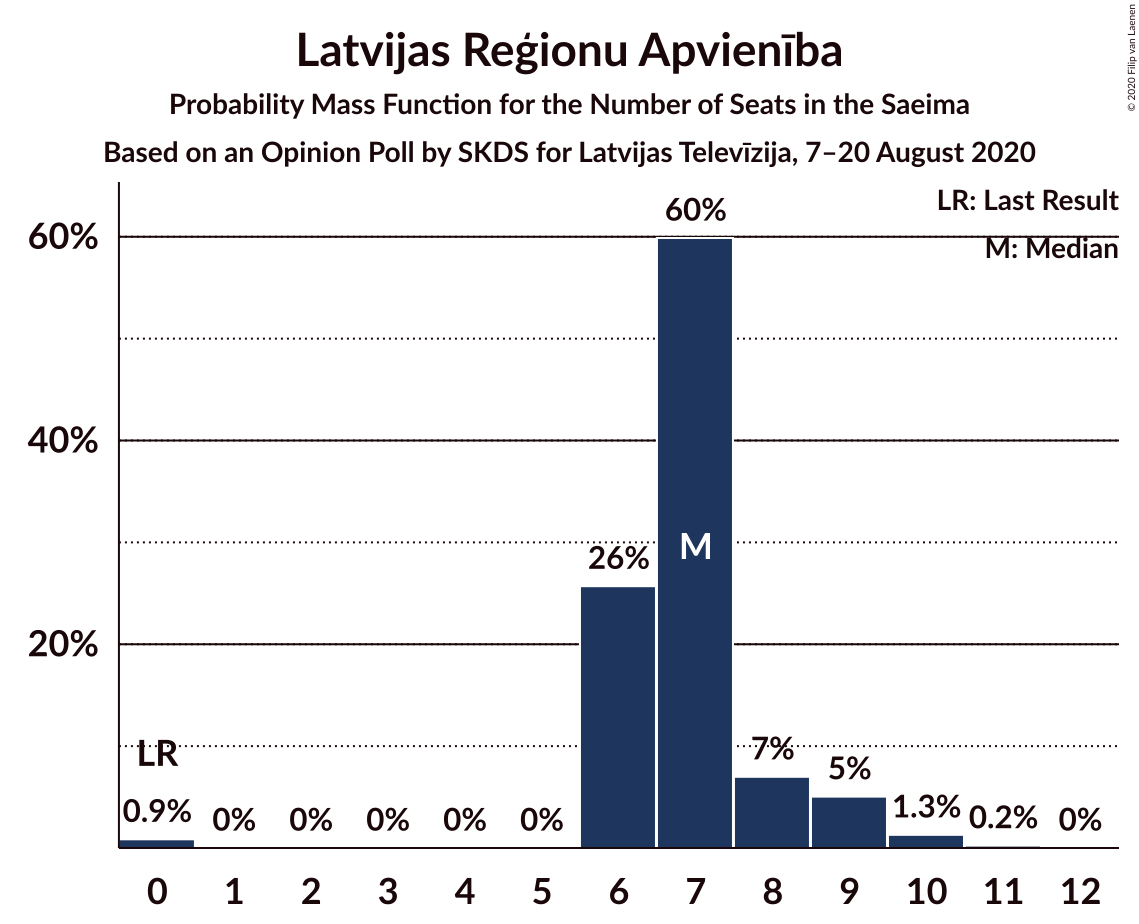 Latvijas Reģionu Apvienība
Probability Mass Function for the Number of Seats in the Saeima
Based on an Opinion Poll by SKDS for Latvijas Televīzija, 7–20 August 2020
© 2020 Filip van Laenen
LR: Last Result
M: Median
60%
40%
20%
LR
0.9%
0%
0%
0%
0%
0%
26%
60%
M
7%
5%
1.3%
0.2%
0%
0 1 2 3 4 5 6 7 8 9 10 11 12